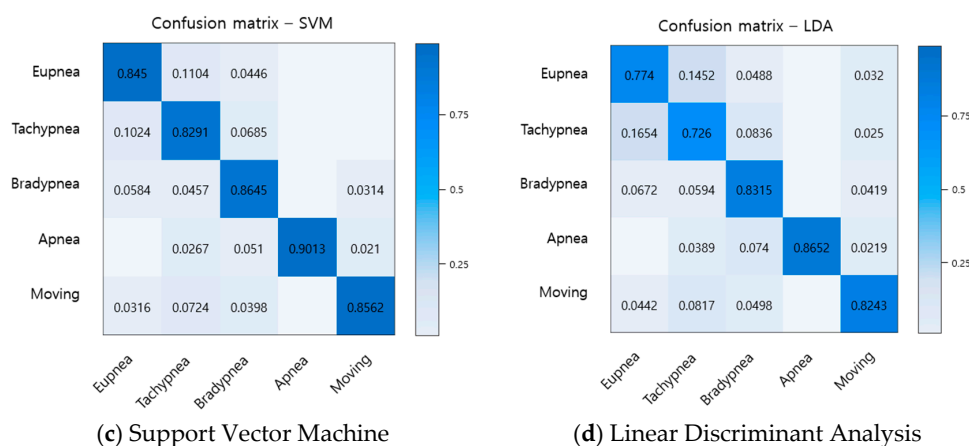 Confusion matrix – SVM
Eupnea 0.845 0.1104 0.0446
Tachypnea 0.1024 0.8291 0.0685
Bradypnea 0.0584 0.0457 0.8645 0.0314
Apnea 0.0267 0.051 0.9013 0.021
Moving 0.0316 0.0724 0.0398 0.8562
Eupnea Tachypnea Bradypnea Apnea Moving
0.75
0.5
0.25
(c) Support Vector Machine
Confusion matrix – LDA
Eupnea 0.774 0.1452 0.0488 0.032
Tachypnea 0.1654 0.726 0.0836 0.025
Bradypnea 0.0672 0.0594 0.8315 0.0419
Apnea 0.0389 0.074 0.8652 0.0219
Moving 0.0442 0.0817 0.0498 0.8243
Eupnea Tachypnea Bradypnea Apnea Moving
0.75
0.5
0.25
(d) Linear Discriminant Analysis